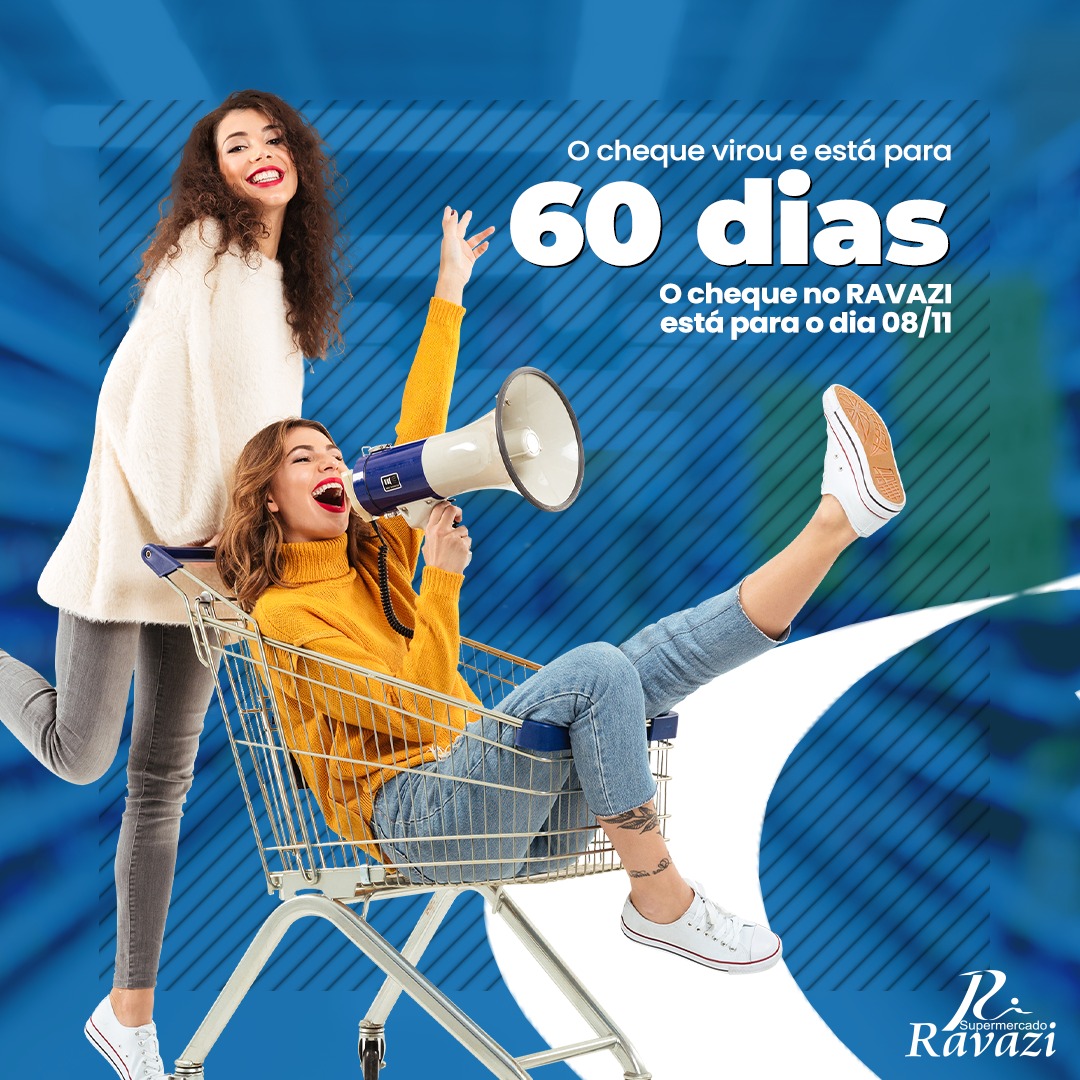 O cheque virou e está para
60 dias
O cheque no RAVAZI
está para o dia 08/11
R
Supermercado
Ravazi